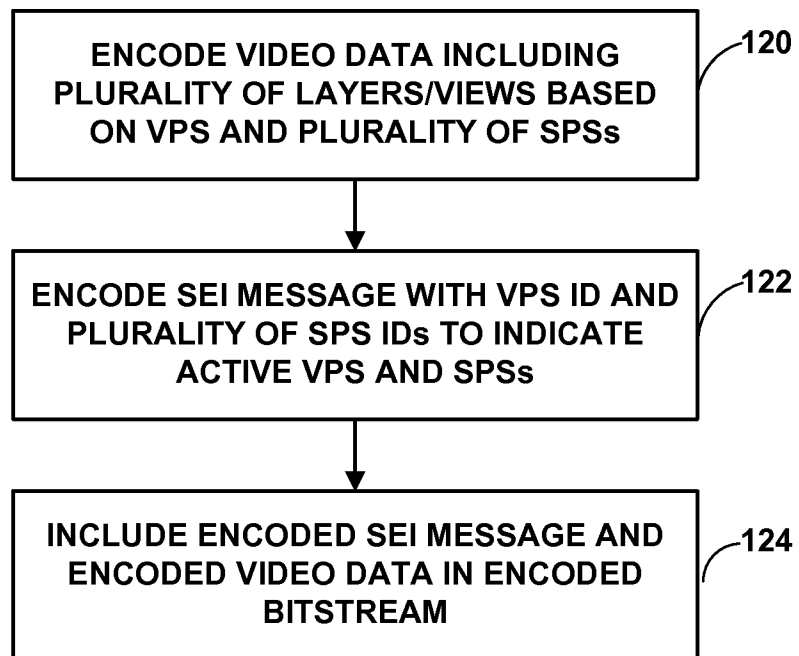 ENCODE VIDEO DATA INCLUDING
PLURALITY OF LAYERS/VIEWS BASED
ON VPS AND PLURALITY OF SPSs
120
ENCODE SEI MESSAGE WITH VPS ID AND
PLURALITY OF SPS IDs TO INDICATE
ACTIVE VPS AND SPSs
122
INCLUDE ENCODED SEI MESSAGE AND
ENCODED VIDEO DATA IN ENCODED
BITSTREAM
124